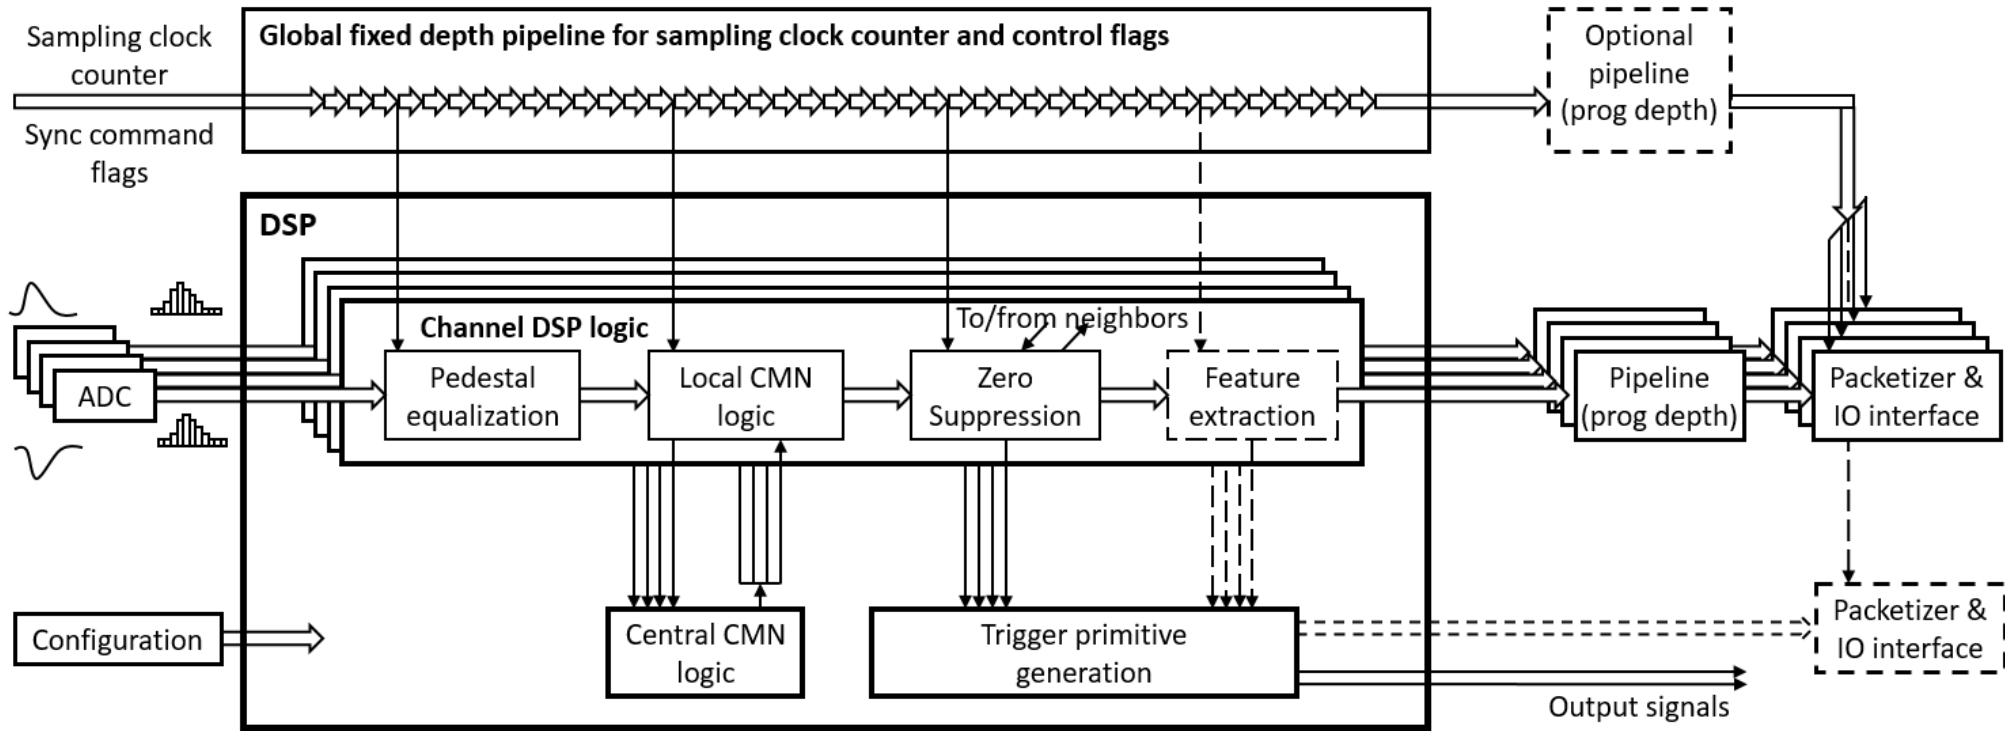 Sampling clock
counter
Sync command
flags
Global fixed depth pipeline for sampling clock counter and control flags
Optional
pipeline
(prog depth)
DSP
Channel DSP logic
To/from neighbors
ADC
Pedestal
equalization
Local CMN
logic
Zero
Suppression
Feature
extraction
Pipeline
(prog depth)
Packetizer &
IO interface
Configuration
Central CMN
logic
Trigger primitive
generation
Packetizer &
IO interface
Output signals